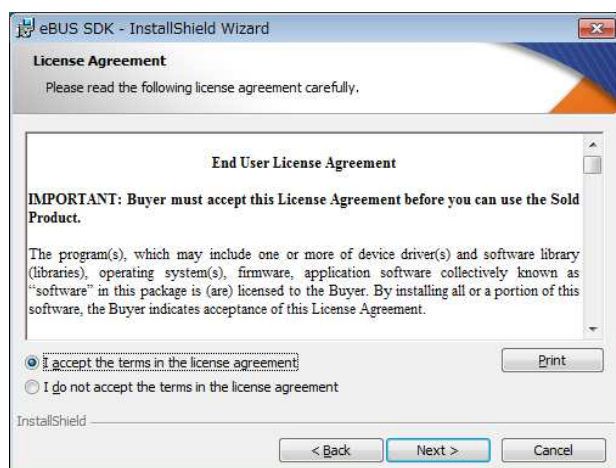 eBUS SDK - InstallShield Wizard
License Agreement
Please read the following license agreement carefully.
End User License Agreement
IMPORTANT: Buyer must accept this License Agreement before you can use the Sold
Product.
The program(s), which may include one or more of device driver(s) and software library
(libraries), operating system(s), firmware, application software collectively known as
“software” in this package is (are) licensed to the Buyer. By installing all or a portion of this
software, the Buyer indicates acceptance of this License Agreement.
I accept the terms in the license agreement
Print
I do not accept the terms in the license agreement
InstallShield
< Back
Next >
Cancel